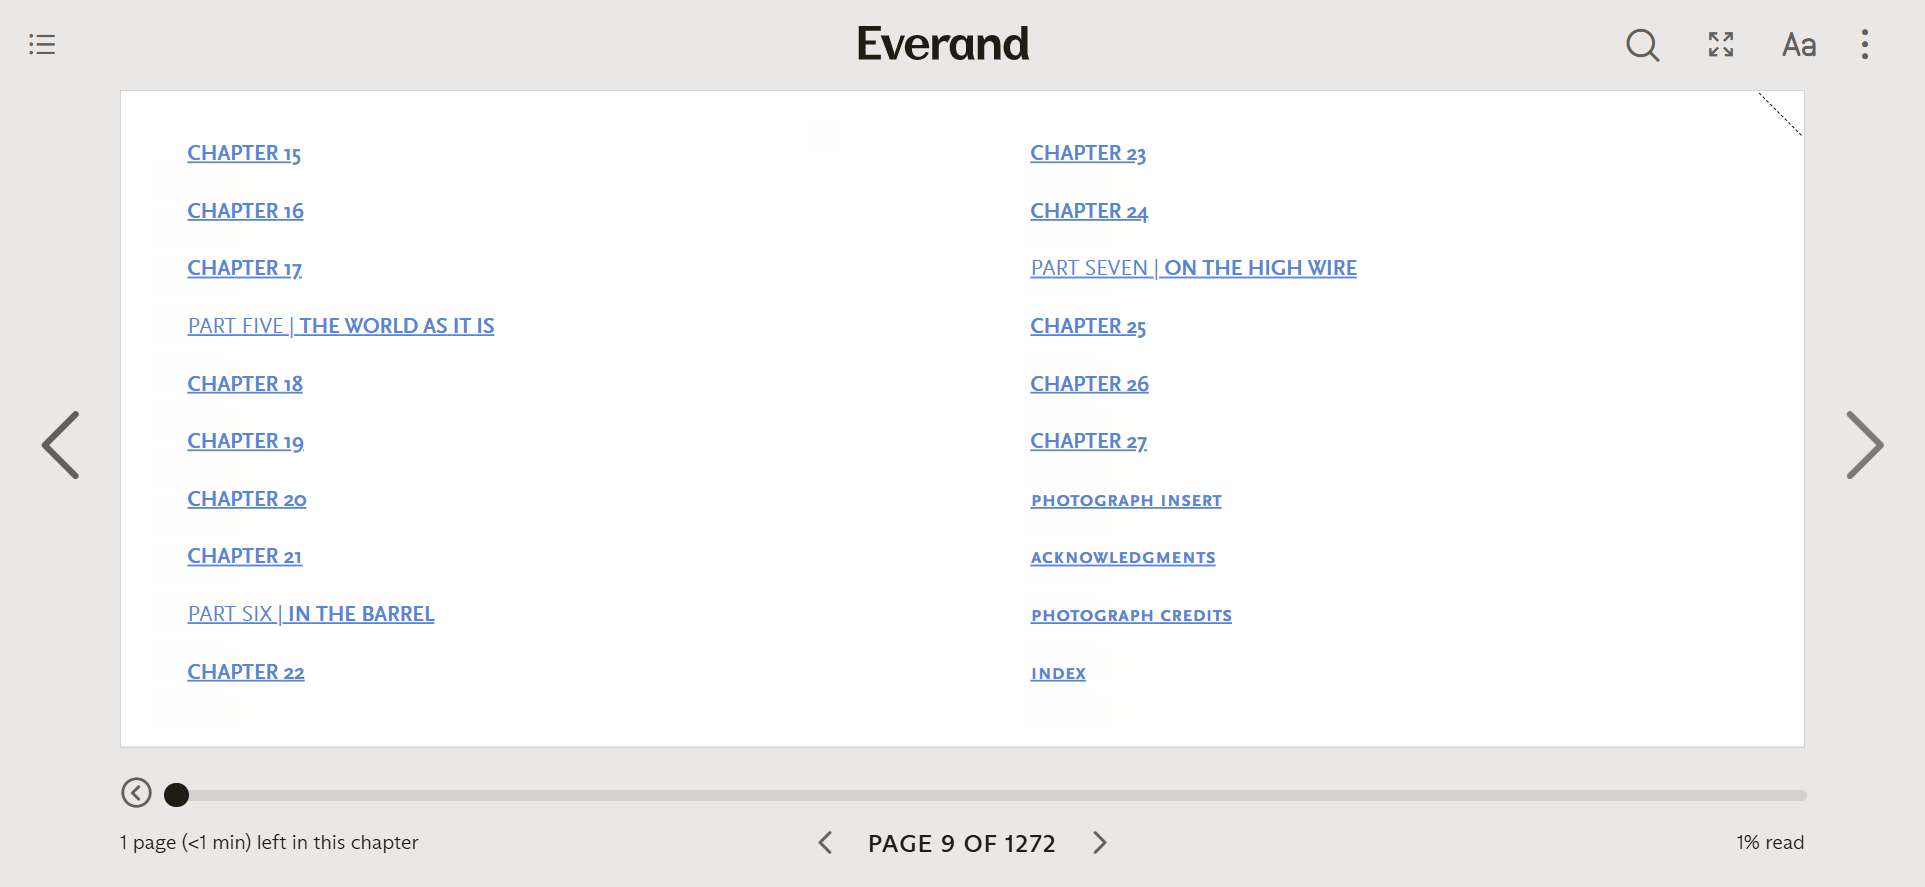 Everand
Aa
CHAPTER 15
CHAPTER 16
CHAPTER 17
PART FIVE | THE WORLD AS IT IS
CHAPTER 18
CHAPTER 19
CHAPTER 20
CHAPTER 21
PART SIX | IN THE BARREL
CHAPTER 22
CHAPTER 23
CHAPTER 24
PART SEVEN | ON THE HIGH WIRE
CHAPTER 25
CHAPTER 26
CHAPTER 27
PHOTOGRAPH INSERT
ACKNOWLEDGMENTS
PHOTOGRAPH CREDITS
INDEX
1 page (<1 min) left in this chapter
PAGE 9 OF 1272
1% read